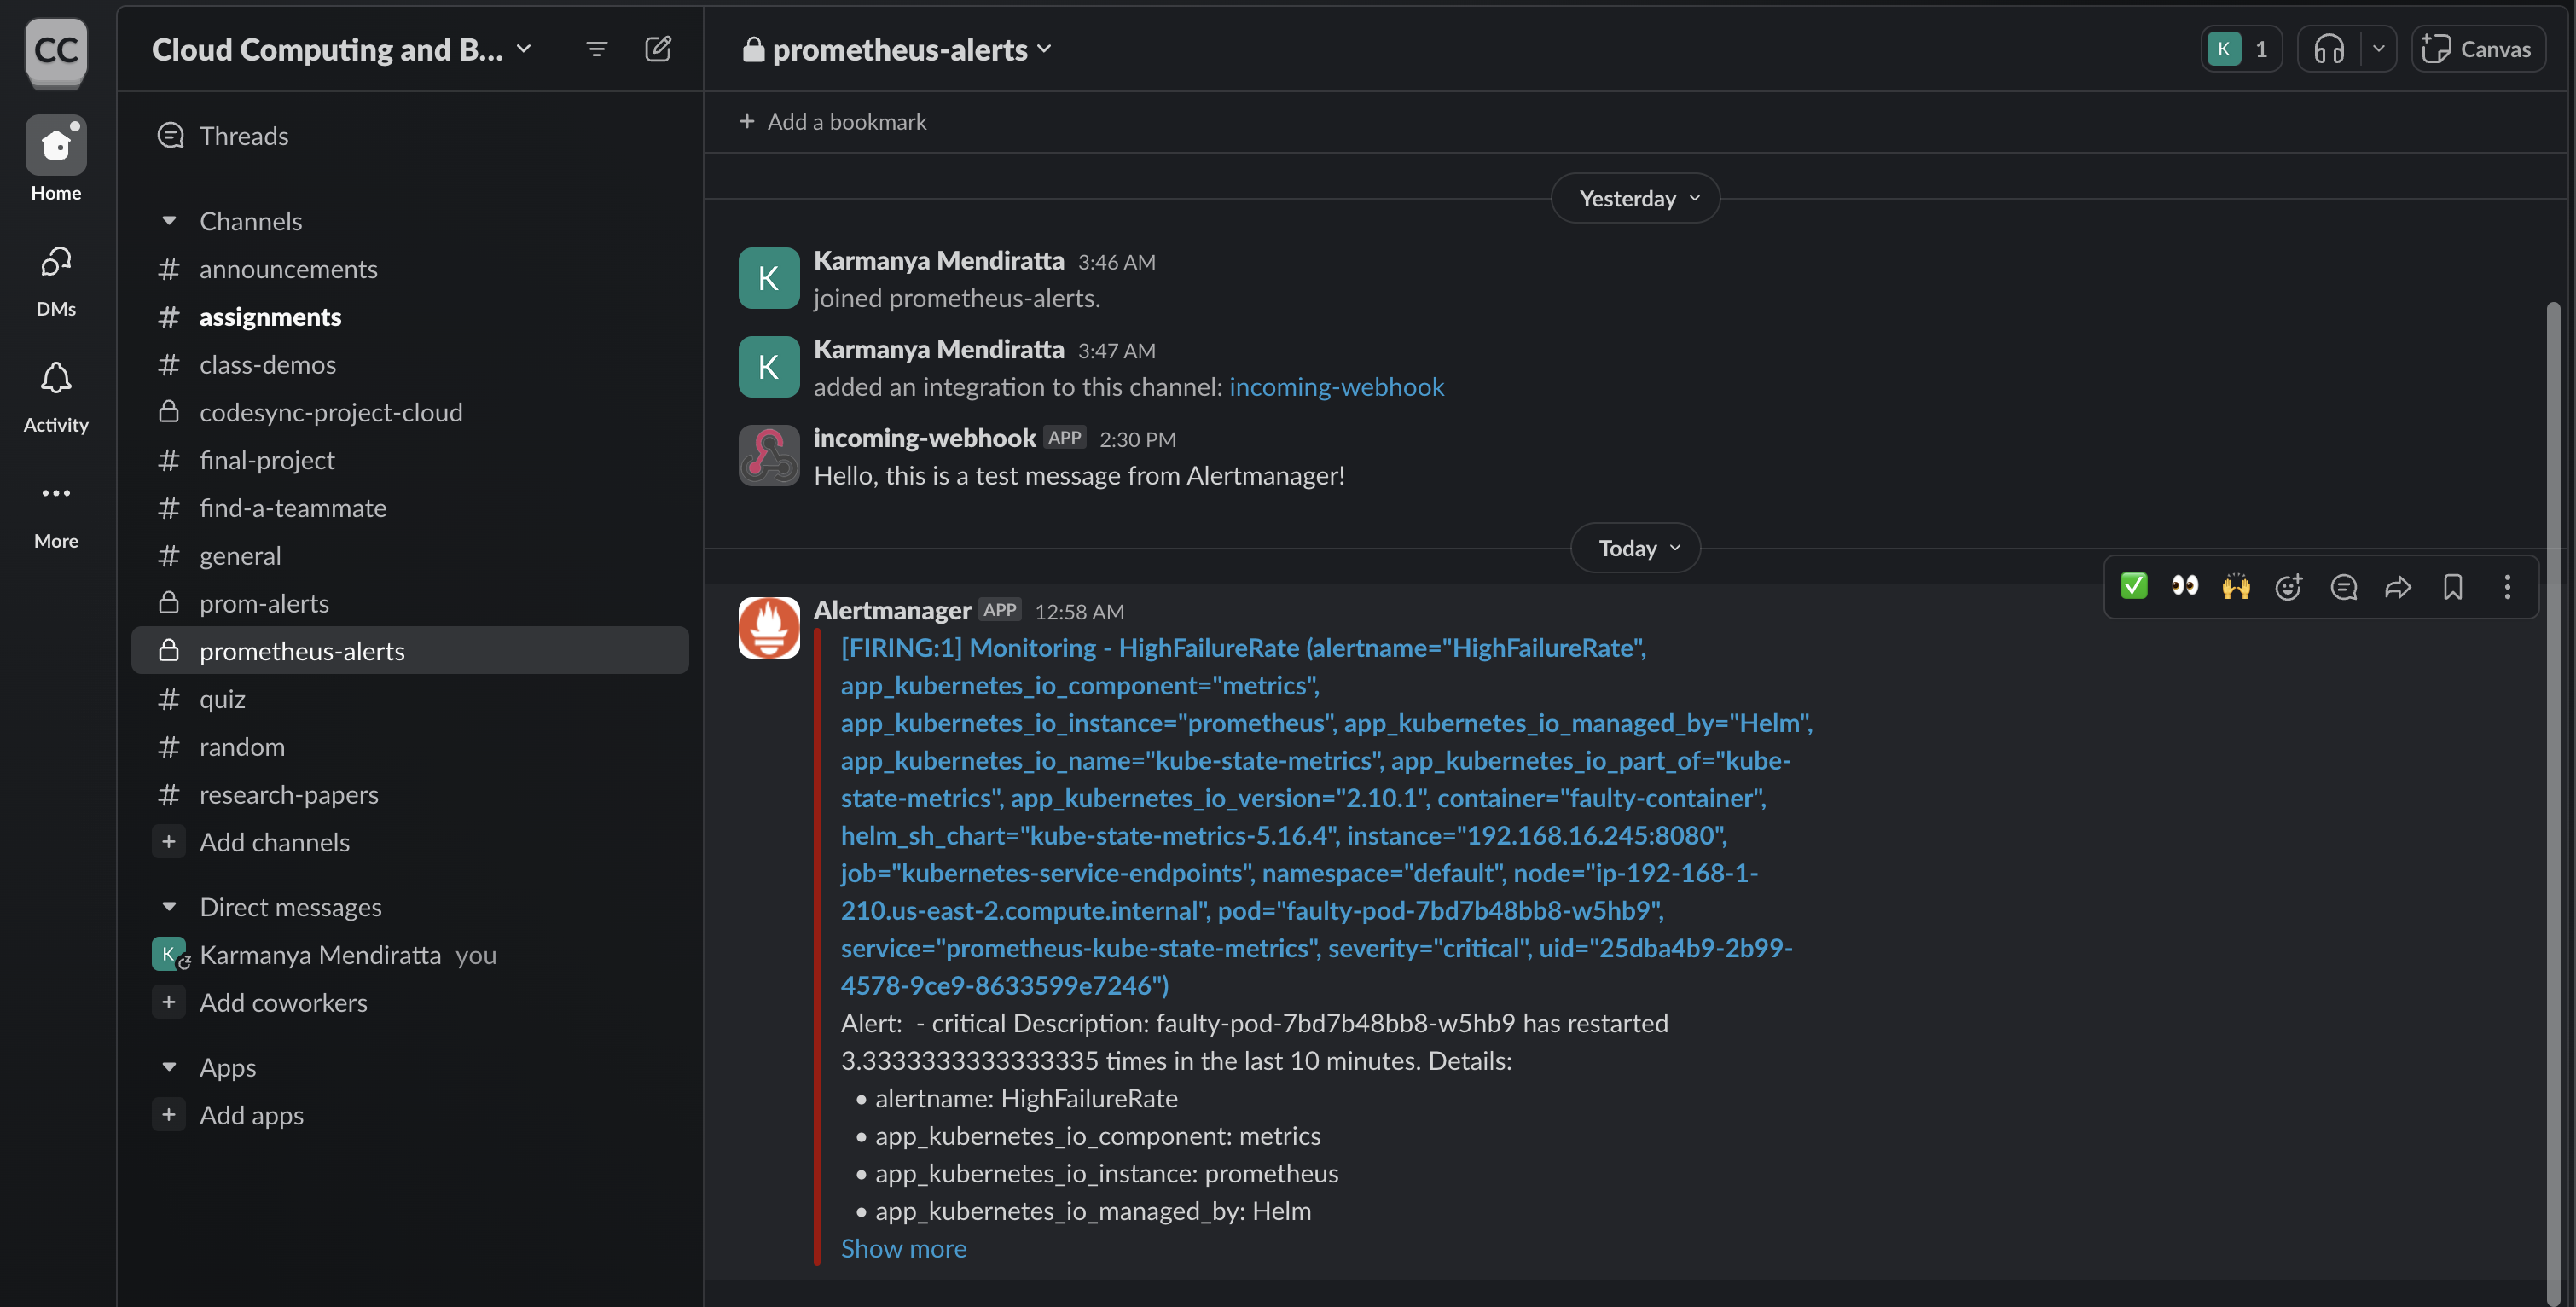 CC
Home
DMs
Activity
More
Cloud Computing and B...
Threads
Channels
announcements
assignments
class-demos
codesync-project-cloud
final-project
find-a-teammate
general
prom-alerts
prometheus-alerts
quiz
random
research-papers
+ Add channels
Direct messages
K Karmanya Mendiratta you
+ Add coworkers
Apps
+ Add apps
prometheus-alerts
K 1
Canvas
+ Add a bookmark
Yesterday
K
Karmanya Mendiratta 3:46 AM
joined prometheus-alerts.
K
Karmanya Mendiratta 3:47 AM
added an integration to this channel: incoming-webhook
incoming-webhook APP 2:30 PM
Hello, this is a test message from Alertmanager!
Today
Alertmanager APP 12:58 AM
[FIRING:1] Monitoring - HighFailureRate (alertname="HighFailureRate",
app_kubernetes_io_component="metrics",
app_kubernetes_io_instance="prometheus", app_kubernetes_io_managed_by="Helm",
app_kubernetes_io_name="kube-state-metrics", app_kubernetes_io_part_of="kube-
state-metrics", app_kubernetes_io_version="2.10.1", container="faulty-container",
helm_sh_chart="kube-state-metrics-5.16.4", instance="192.168.16.245:8080",
job="kubernetes-service-endpoints", namespace="default", node="ip-192-168-1-
210.us-east-2.compute.internal", pod="faulty-pod-7bd7b48bb8-w5hb9",
service="prometheus-kube-state-metrics", severity="critical", uid="25dba4b9-2b99-
4578-9ce9-8633599e7246")
Alert:  - critical Description: faulty-pod-7bd7b48bb8-w5hb9 has restarted
3.3333333333333335 times in the last 10 minutes. Details:
• alertname: HighFailureRate
• app_kubernetes_io_component: metrics
• app_kubernetes_io_instance: prometheus
• app_kubernetes_io_managed_by: Helm
Show more